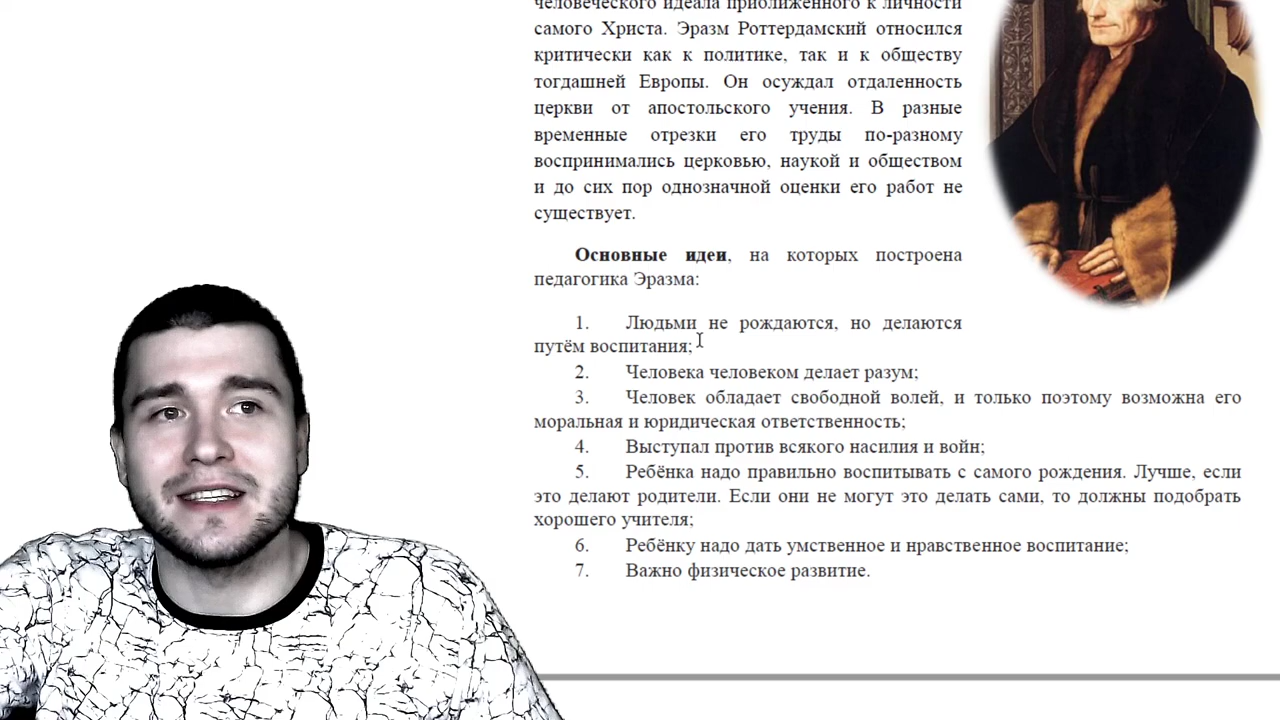 человеческого идеала приближенного к личности
самого Христа. Эразм Роттердамский относился
критически как к политике, так и к обществу
тогдашней Европы. Он осуждал отдаленность
церкви от апостольского учения. В разные
временные отрезки его труды по-разному
воспринимались церковью, наукой и обществом
и до сих пор однозначной оценки его работ не
существует.
Основные идеи, на которых построена
педагогика Эразма:
1. Людьми не рождаются, но делаются
путём воспитания;
2. Человека человеком делает разум;
3. Человек обладает свободной волей, и только поэтому возможна его
моральная и юридическая ответственность;
4. Выступал против всякого насилия и войн;
5. Ребёнка надо правильно воспитывать с самого рождения. Лучше, если
это делают родители. Если они не могут это делать сами, то должны подобрать
хорошего учителя;
6. Ребёнку надо дать умственное и нравственное воспитание;
7. Важно физическое развитие.